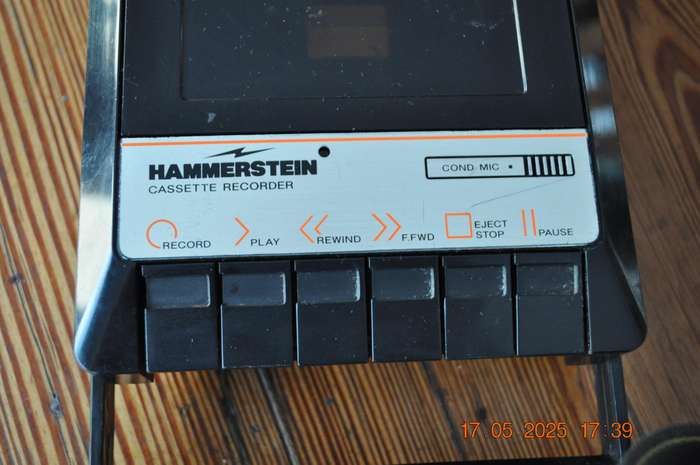 HAMMERSTEIN
CASSETTE RECORDER
COND MIC
RECORD
PLAY
REWIND
F.FWD
EJECT
STOP
PAUSE
17 05 2025 17:39